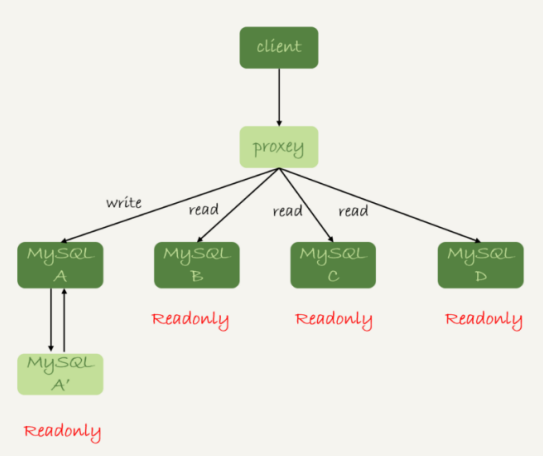 client
proxey
write
read
read
read
MySQL
A
MySQL
B
MySQL
C
MySQL
D
Readonly
Readonly
Readonly
MySQL
A'
Readonly